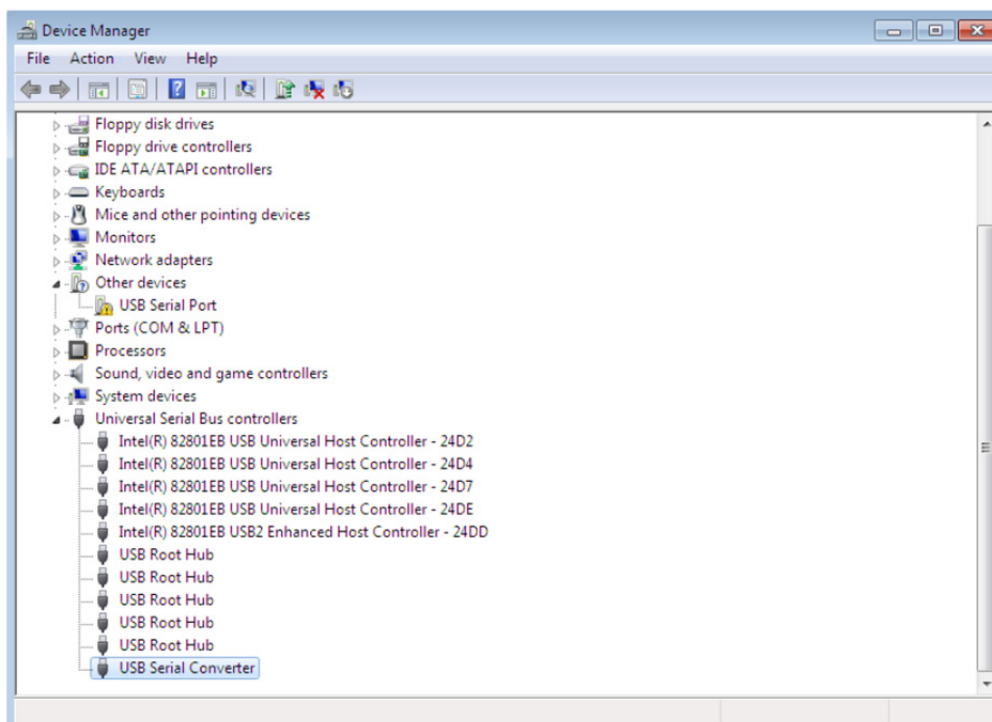 Device Manager
File Action View Help
Floppy disk drives
Floppy drive controllers
IDE ATA/ATAPI controllers
Keyboards
Mice and other pointing devices
Monitors
Network adapters
Other devices
USB Serial Port
Ports (COM & LPT)
Processors
Sound, video and game controllers
System devices
Universal Serial Bus controllers
Intel(R) 82801EB USB Universal Host Controller - 24D2
Intel(R) 82801EB USB Universal Host Controller - 24D4
Intel(R) 82801EB USB Universal Host Controller - 24D7
Intel(R) 82801EB USB Universal Host Controller - 24DE
Intel(R) 82801EB USB2 Enhanced Host Controller - 24DD
USB Root Hub
USB Root Hub
USB Root Hub
USB Root Hub
USB Root Hub
USB Serial Converter